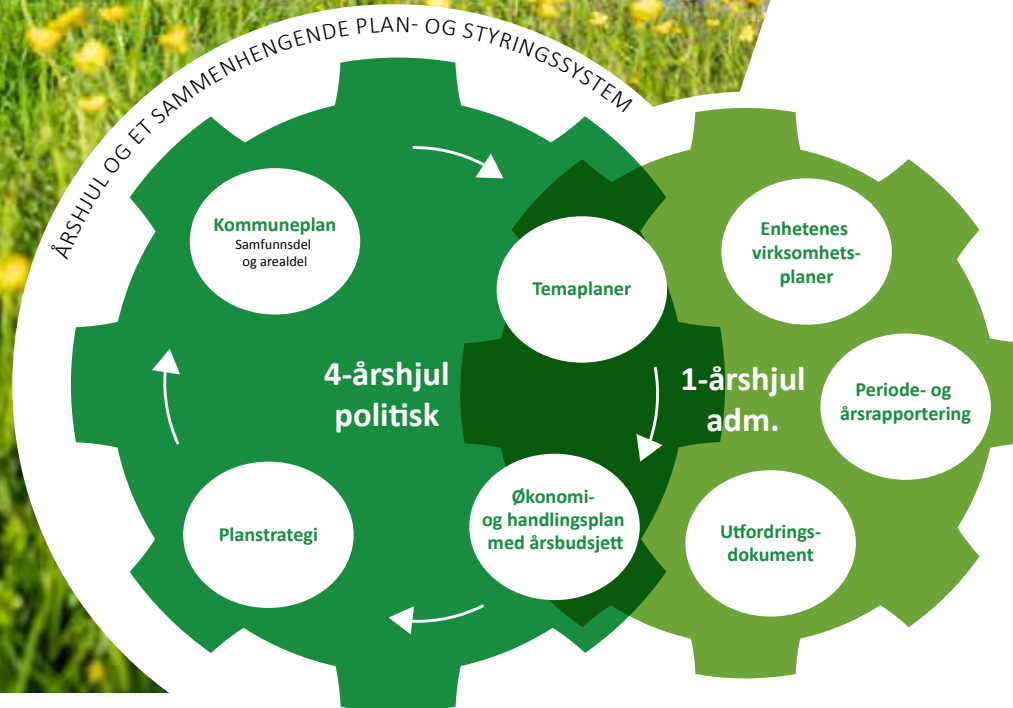 ÅRSHJUL OG ET SAMMENHENGENDE PLAN- OG STYRINGSSYSTEM
Kommuneplan
Samfunnsdel
og arealdel
Temaplaner
Enhetenes
virksomhets-
planer
4-årshjul
politisk
1-årshjul
adm.
Periode- og
årsrapportering
Planstrategi
Økonomi-
og handlingsplan
med årsbudsjett
Utfordrings-
dokument